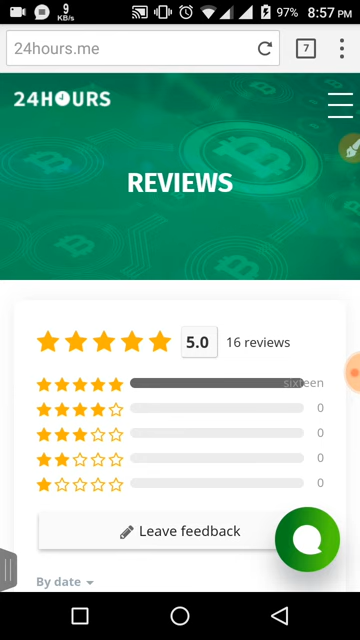 9
KB/s
97% 8:57 PM
24hours.me
7
24HOURS
REVIEWS
5.0 16 reviews
sixteen
0
0
0
0
Leave feedback
By date